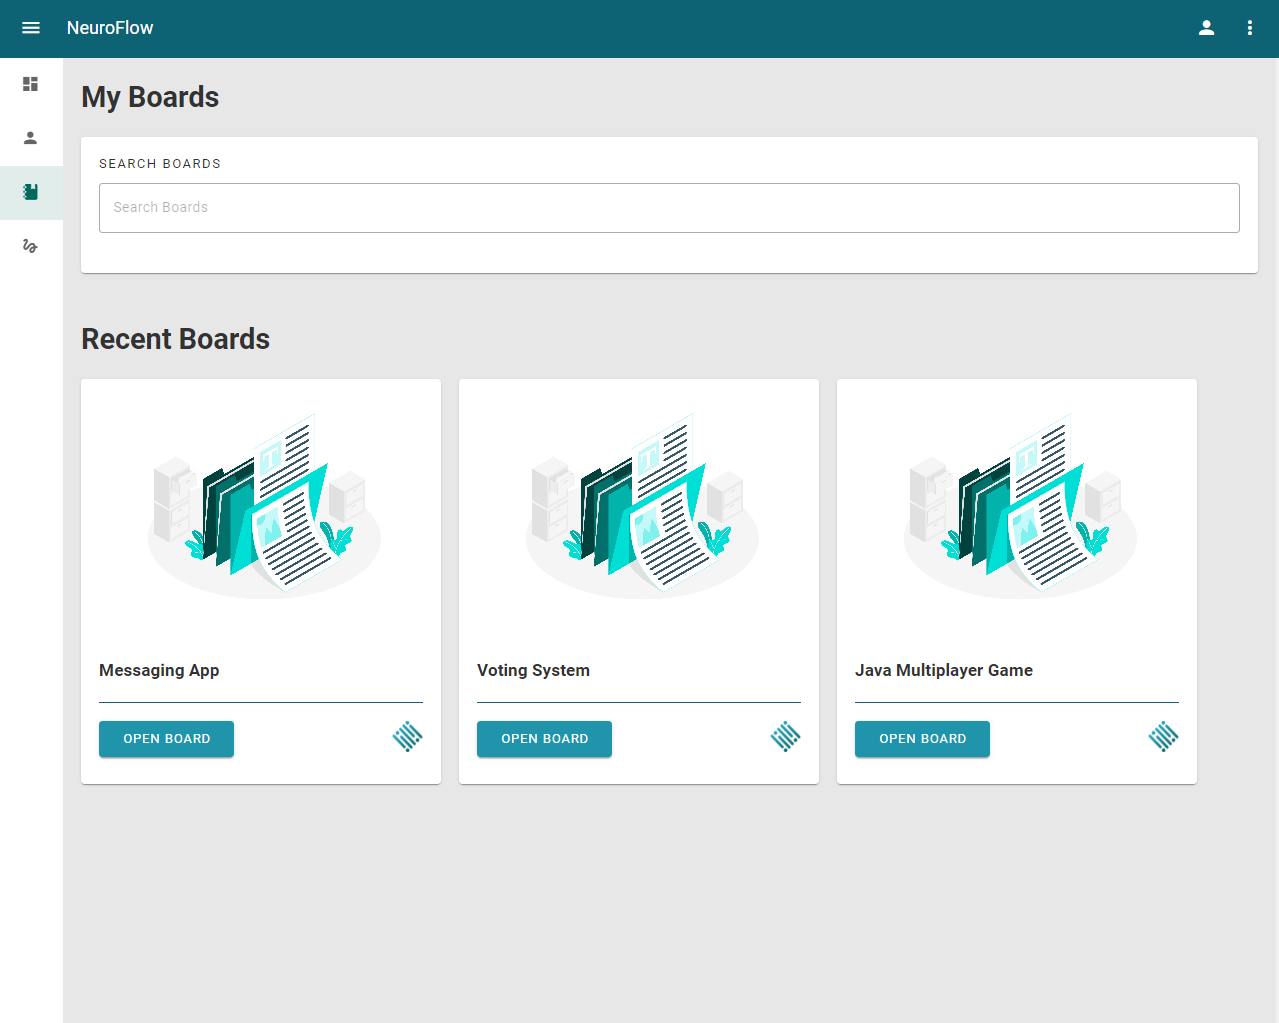 NeuroFlow
My Boards
SEARCH BOARDS
Search Boards
Recent Boards
Messaging App
OPEN BOARD
Voting System
OPEN BOARD
Java Multiplayer Game
OPEN BOARD